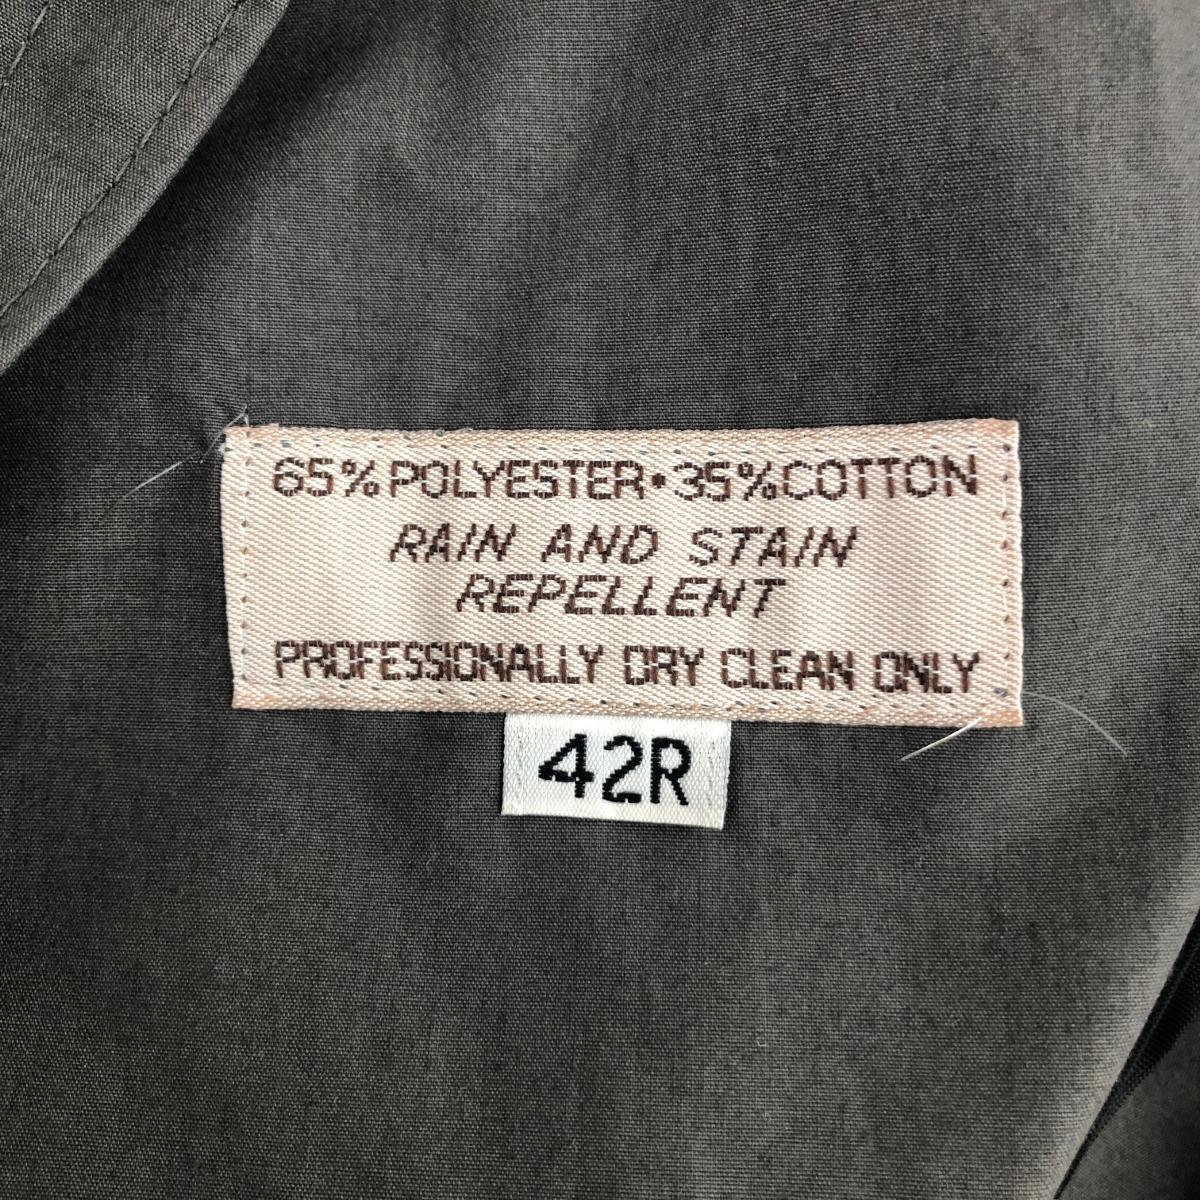 65% POLYESTER • 35% COTTON
RAIN AND STAIN
REPELLENT
PROFESSIONALLY DRY CLEAN ONLY
42R